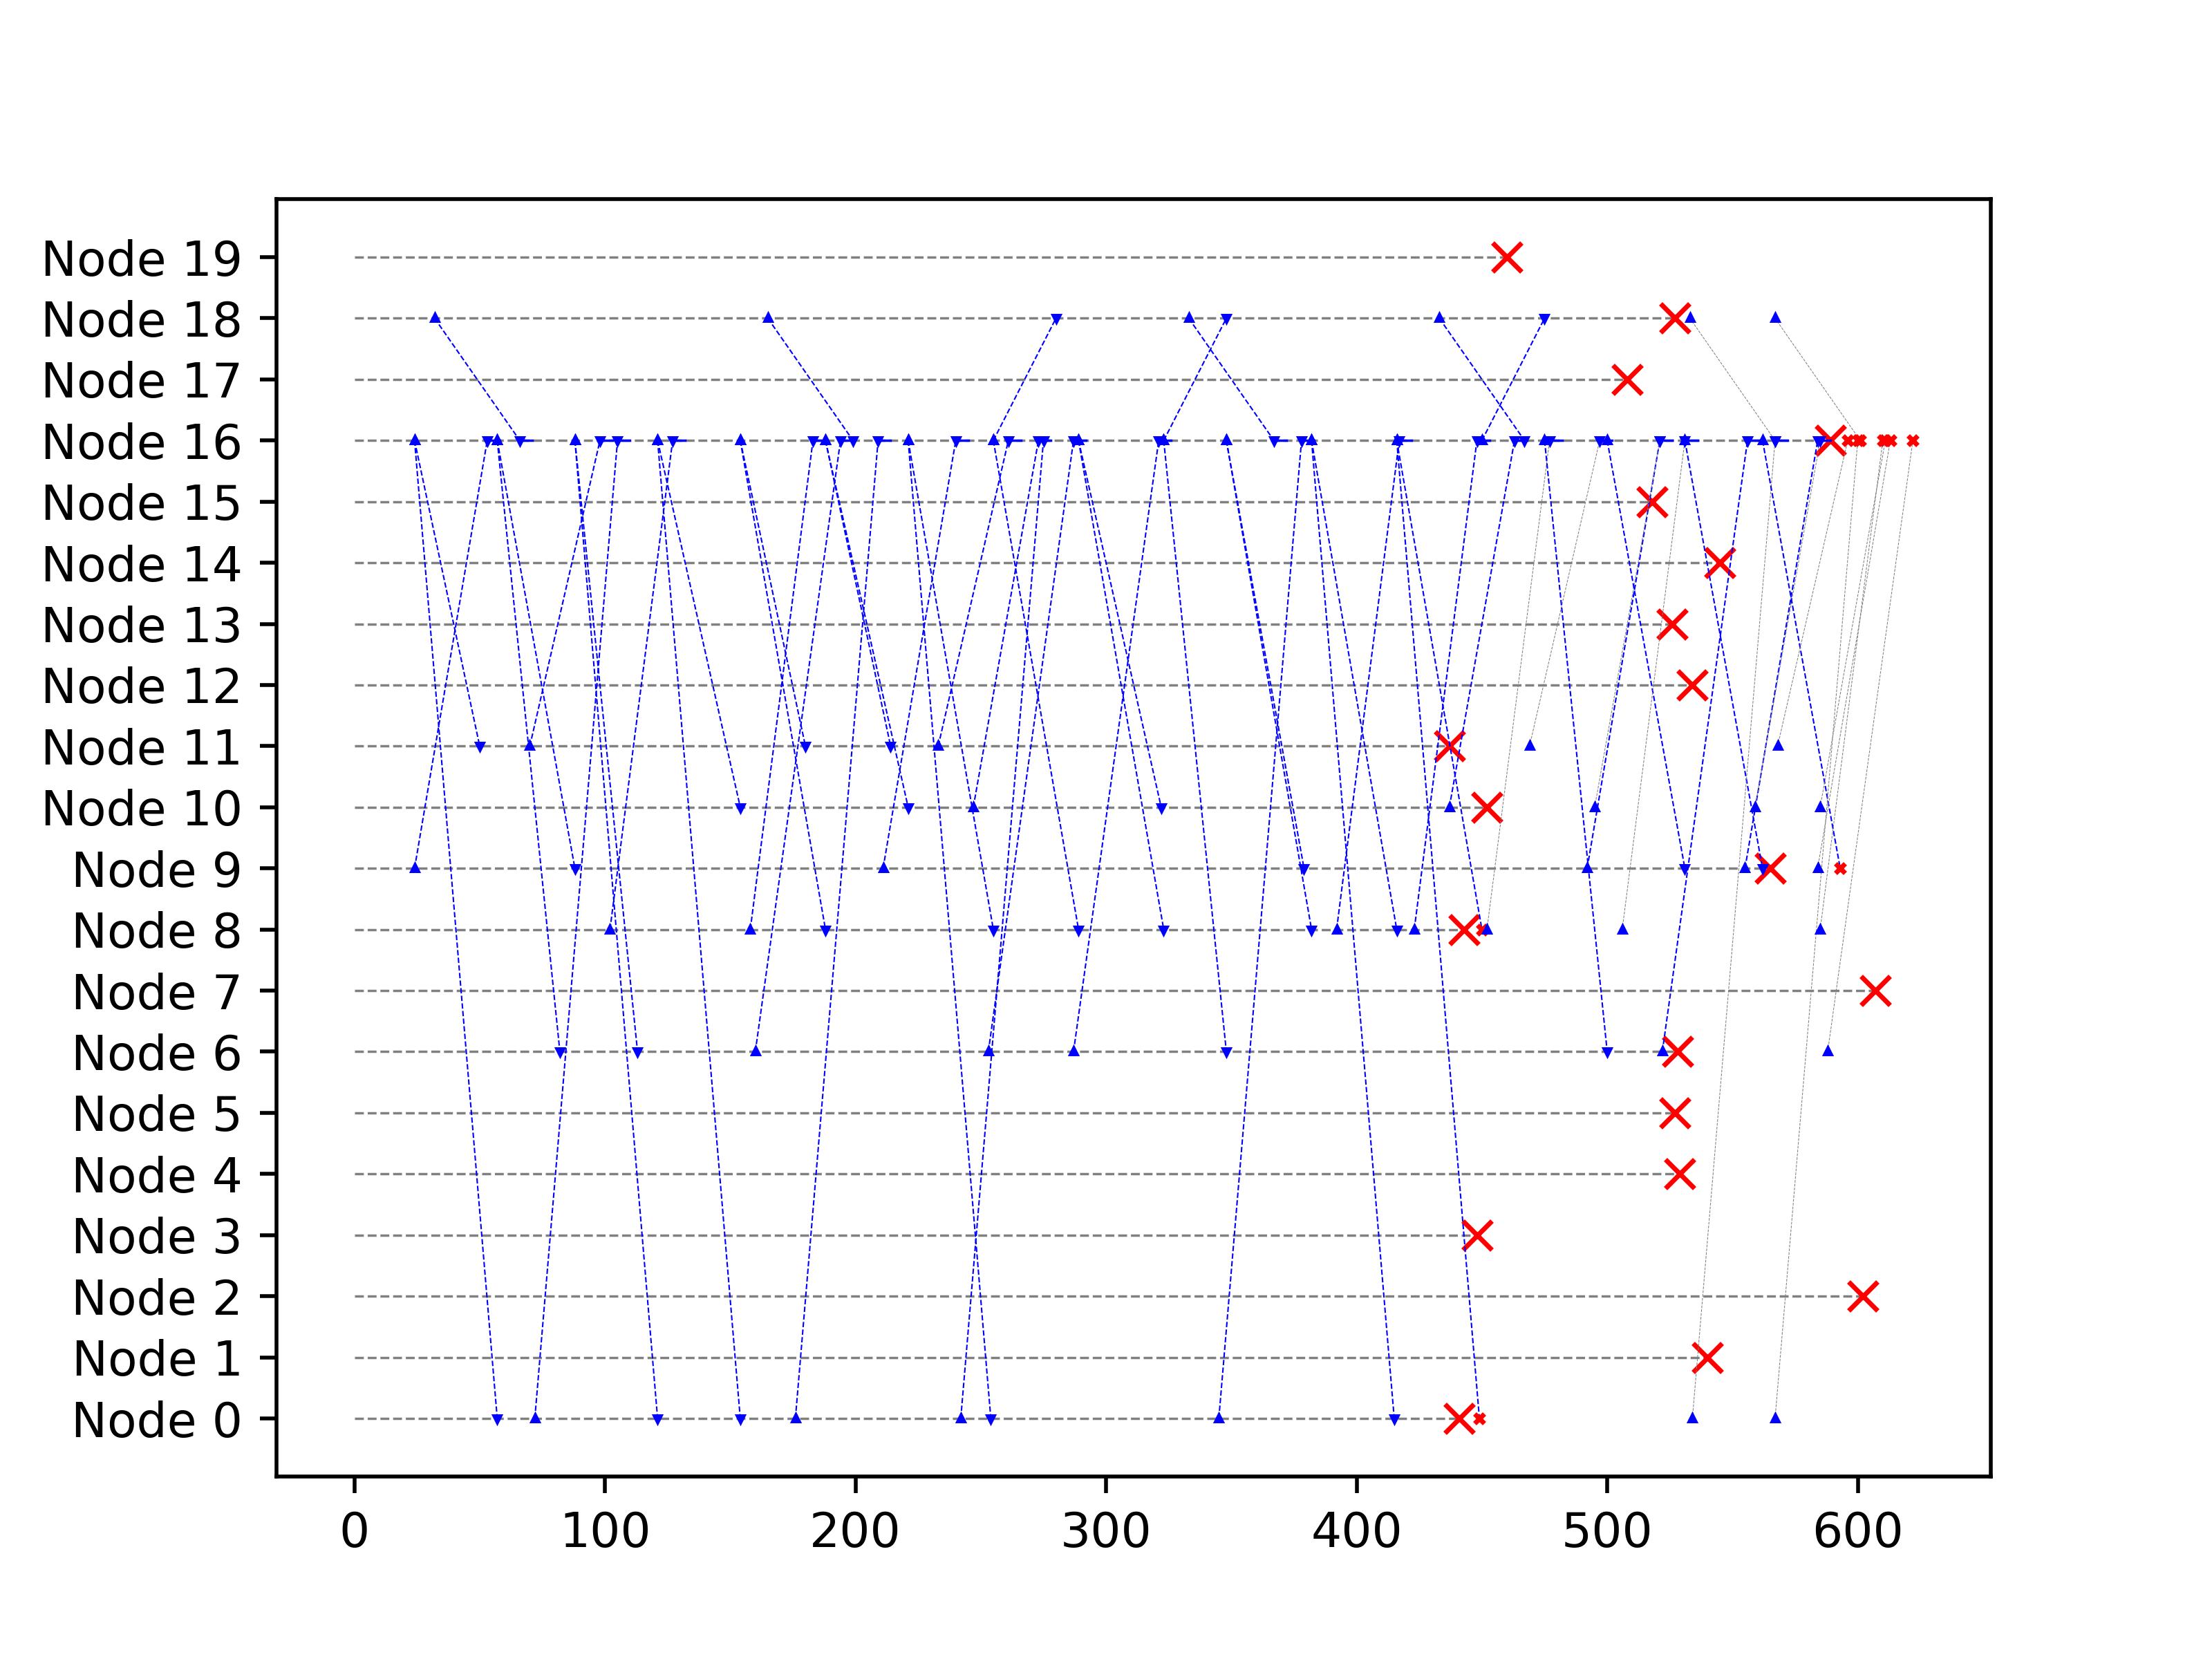 Node 19
Node 18
Node 17
Node 16
Node 15
Node 14
Node 13
Node 12
Node 11
Node 10
Node 9
Node 8
Node 7
Node 6
Node 5
Node 4
Node 3
Node 2
Node 1
Node 0
0 100 200 300 400 500 600